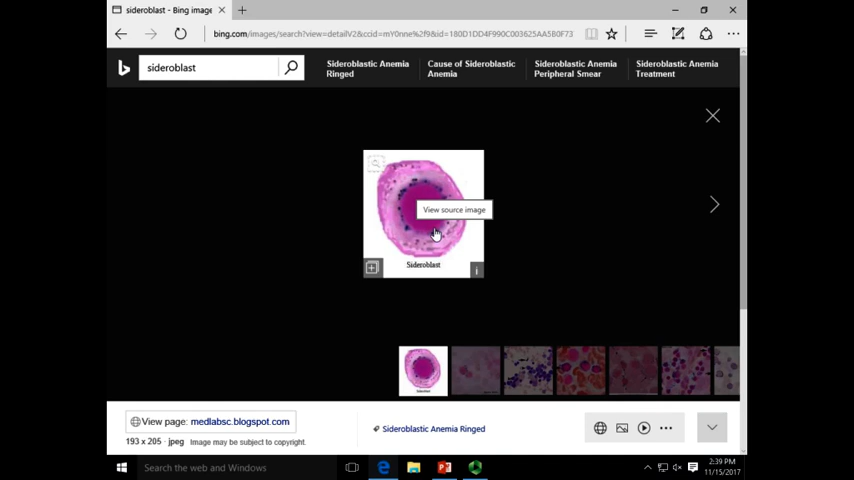 sideroblast - Bing image
bing.com/images/search?view=detailV2&ccid=mY0nne%2f9&id=180D1DD4F990C003625AA5B0F73
sideroblast
Sideroblastic Anemia Ringed
Cause of Sideroblastic Anemia
Sideroblastic Anemia Peripheral Smear
Sideroblastic Anemia Treatment
View source image
Sideroblast
View page: medlabsc.blogspot.com
Sideroblastic Anemia Ringed
193 x 205 · jpeg Image may be subject to copyright.
Search the web and Windows
2:39 PM
11/15/2017